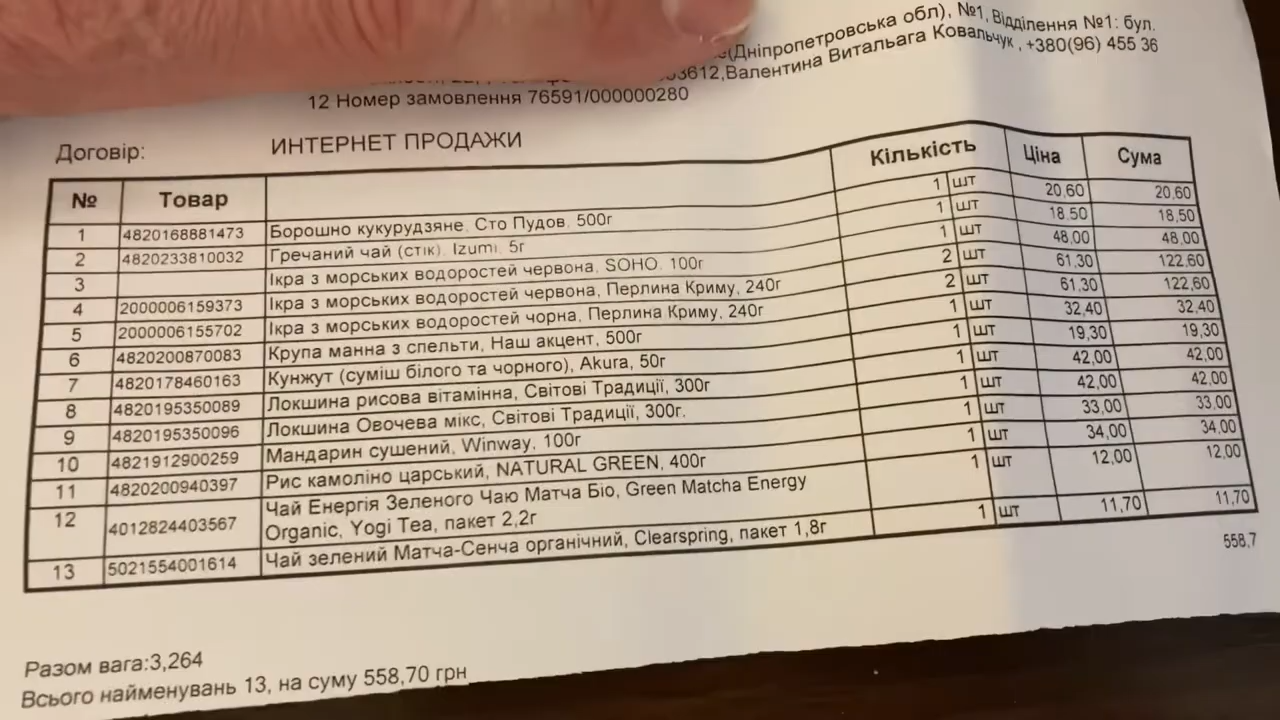 (Дніпропетровська обл), №1, Відділення №1: бул.
03612,Валентина Витальага Ковальчук , +380(96) 455 36
12 Номер замовлення 76591/000000280
Договір: ИНТЕРНЕТ ПРОДАЖИ
№ Товар Кількість Ціна Сума
1 4820168881473 Борошно кукурудзяне, Сто Пудов, 500г 1 шт 20,60 20,60
2 4820233810032 Гречаний чай (стік), Izumi, 5г 1 шт 18,50 18,50
3 Ікра з морських водоростей червона, SOHO, 100г 1 шт 48,00 48,00
4 2000006159373 Ікра з морських водоростей червона, Перлина Криму, 240г 2 шт 61,30 122,60
5 2000006155702 Ікра з морських водоростей чорна, Перлина Криму, 240г 2 шт 61,30 122,60
6 4820200870083 Крупа манна з спельти, Наш акцент, 500г 1 шт 32,40 32,40
7 4820178460163 Кунжут (суміш білого та чорного), Akura, 50г 1 шт 19,30 19,30
8 4820195350089 Локшина рисова вітамінна, Світові Традиції, 300г 1 шт 42,00 42,00
9 4820195350096 Локшина Овочева мікс, Світові Традиції, 300г. 1 шт 42,00 42,00
10 4821912900259 Мандарин сушений, Winway, 100г 1 шт 33,00 33,00
11 4820200940397 Рис камоліно царський, NATURAL GREEN, 400г 1 шт 34,00 34,00
12 4012824403567 Чай Енергія Зеленого Чаю Матча Біо, Green Matcha Energy 1 шт 12,00 12,00
Organic, Yogi Tea, пакет 2,2г
13 5021554001614 Чай зелений Матча-Сенча органічний, Clearspring, пакет 1,8г 1 шт 11,70 11,70
558,7
Разом вага:3,264
Всього найменувань 13, на суму 558,70 грн